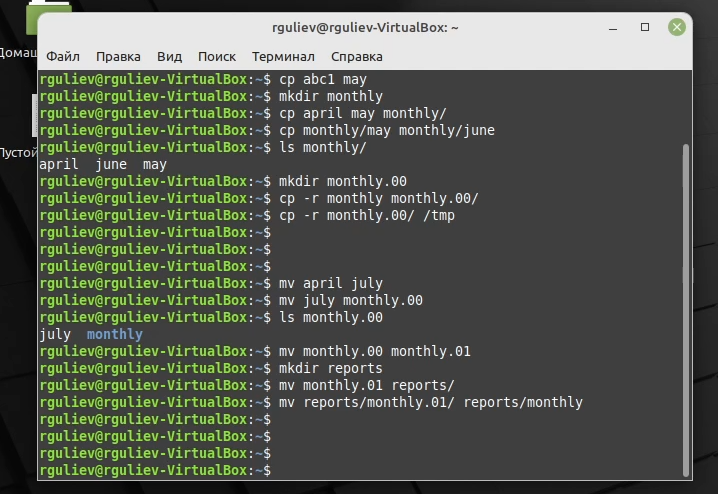 rguliev@rguliev-VirtualBox: ~
Файл Правка Вид Поиск Терминал Справка
rguliev@rguliev-VirtualBox:~$ cp abc1 may
rguliev@rguliev-VirtualBox:~$ mkdir monthly
rguliev@rguliev-VirtualBox:~$ cp april may monthly/
rguliev@rguliev-VirtualBox:~$ cp monthly/may monthly/june
rguliev@rguliev-VirtualBox:~$ ls monthly/
april june may
rguliev@rguliev-VirtualBox:~$ mkdir monthly.00
rguliev@rguliev-VirtualBox:~$ cp -r monthly monthly.00/
rguliev@rguliev-VirtualBox:~$ cp -r monthly.00/ /tmp
rguliev@rguliev-VirtualBox:~$
rguliev@rguliev-VirtualBox:~$
rguliev@rguliev-VirtualBox:~$
rguliev@rguliev-VirtualBox:~$ mv april july
rguliev@rguliev-VirtualBox:~$ mv july monthly.00
rguliev@rguliev-VirtualBox:~$ ls monthly.00
july monthly
rguliev@rguliev-VirtualBox:~$ mv monthly.00 monthly.01
rguliev@rguliev-VirtualBox:~$ mkdir reports
rguliev@rguliev-VirtualBox:~$ mv monthly.01 reports/
rguliev@rguliev-VirtualBox:~$ mv reports/monthly.01/ reports/monthly
rguliev@rguliev-VirtualBox:~$
rguliev@rguliev-VirtualBox:~$
rguliev@rguliev-VirtualBox:~$
rguliev@rguliev-VirtualBox:~$